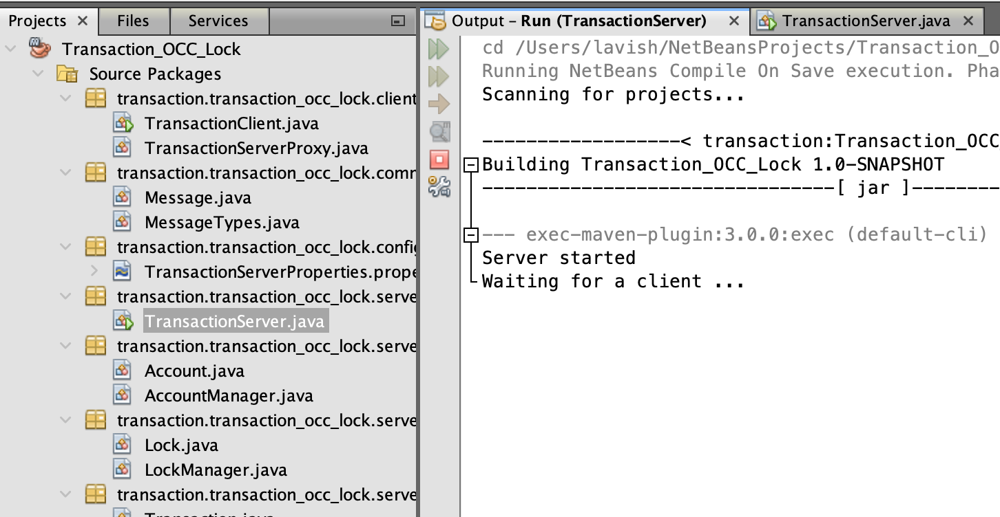 Projects
Files
Services
Transaction_OCC_Lock
Source Packages
transaction.transaction_occ_lock.client
TransactionClient.java
TransactionServerProxy.java
transaction.transaction_occ_lock.comm
Message.java
MessageTypes.java
transaction.transaction_occ_lock.config
TransactionServerProperties.prope
transaction.transaction_occ_lock.serve
TransactionServer.java
transaction.transaction_occ_lock.serve
Account.java
AccountManager.java
transaction.transaction_occ_lock.serve
Lock.java
LockManager.java
transaction.transaction_occ_lock.serve
Transaction.java
Output – Run (TransactionServer)
TransactionServer.java
cd /Users/lavish/NetBeansProjects/Transaction_O
Running NetBeans Compile On Save execution. Pha
Scanning for projects...
------------------< transaction:Transaction_OCC
Building Transaction_OCC_Lock 1.0-SNAPSHOT
--------------------------------[ jar ]--------
--- exec-maven-plugin:3.0.0:exec (default-cli)
Server started
Waiting for a client ...